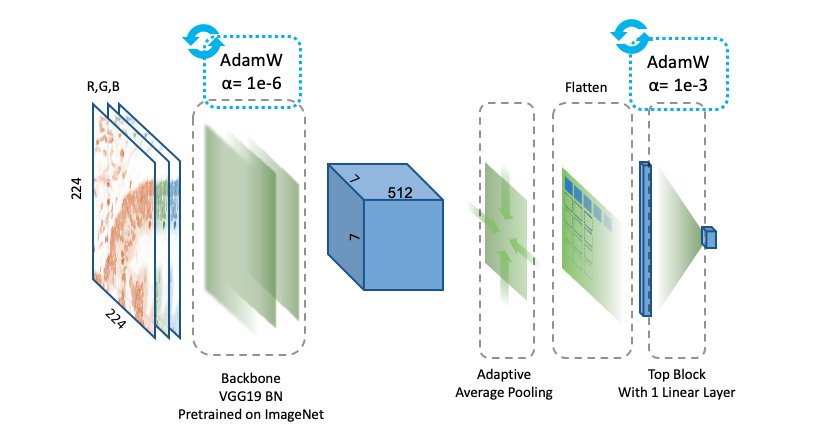 AdamW
α= 1e-6
AdamW
α= 1e-3
R,G,B
Flatten
224
224
7
512
7
Backbone
VGG19 BN
Pretrained on ImageNet
Adaptive
Average Pooling
Top Block
With 1 Linear Layer